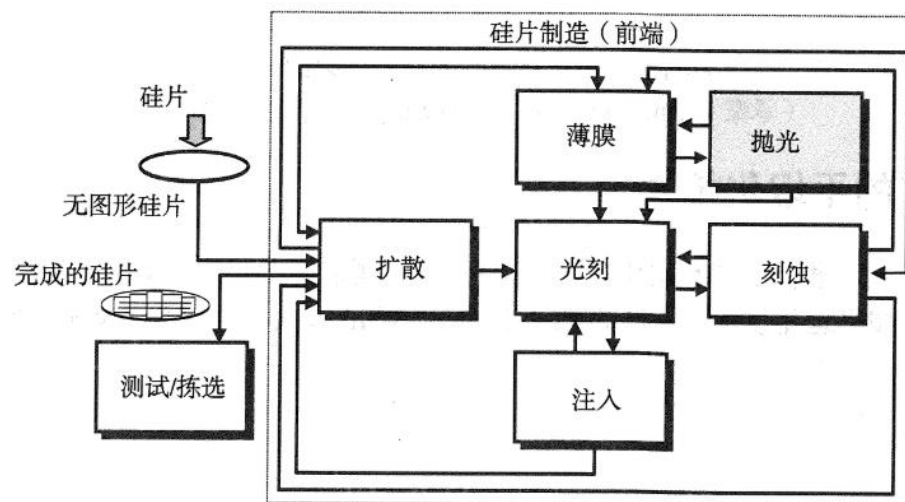 硅片制造（前端）
硅片
薄膜
抛光
无图形硅片
扩散
光刻
刻蚀
完成的硅片
测试/拣选
注入